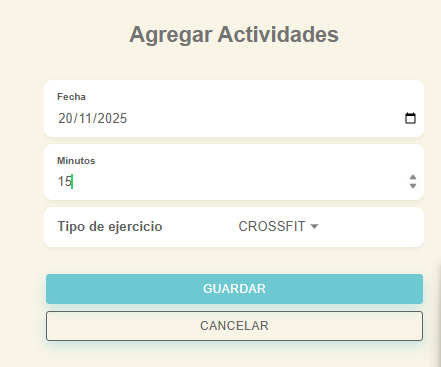 Agregar Actividades
Fecha
20/11/2025
Minutos
15
Tipo de ejercicio CROSSFIT
GUARDAR
CANCELAR